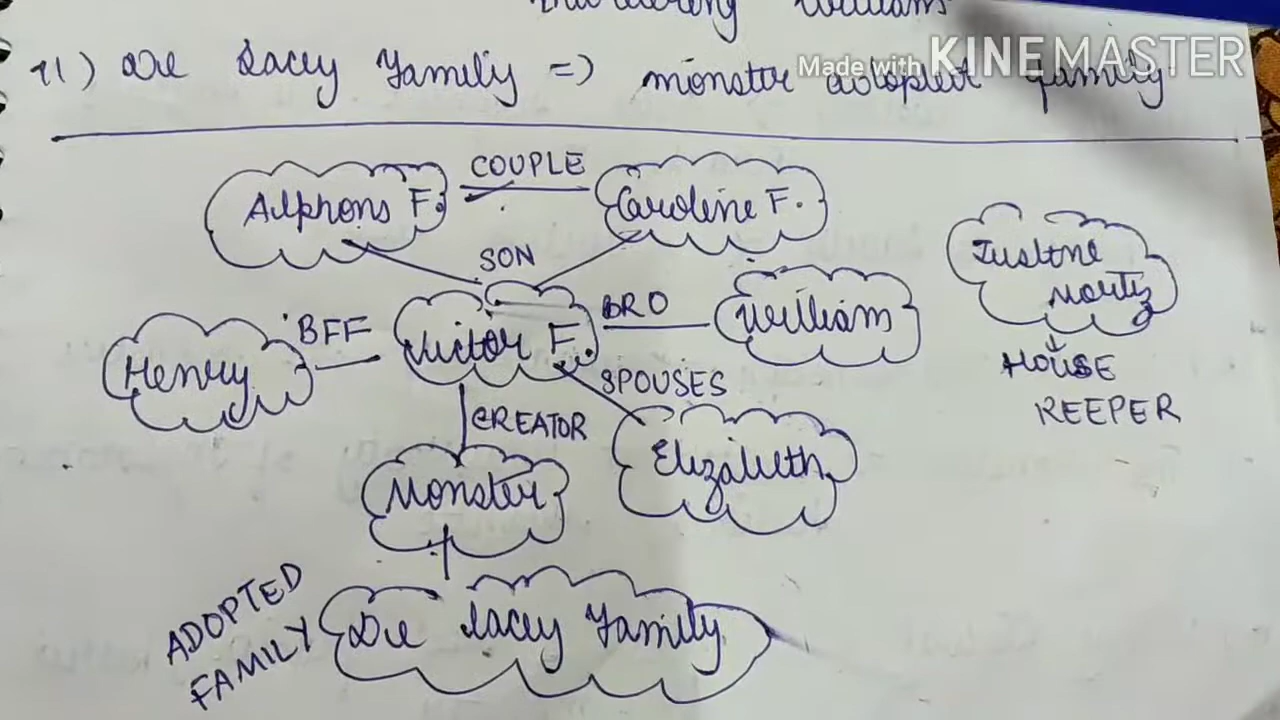 Williams
11) De Lacey Family => monster adopted family
Made with KINEMASTER
COUPLE
Alphons F.
Caroline F.
SON
Justine
Moritz
HOUSE
KEEPER
BRO
William
BFF
Victor F.
Henry
SPOUSES
CREATOR
Elizabeth
Monster
ADOPTED
FAMILY
De Lacey Family